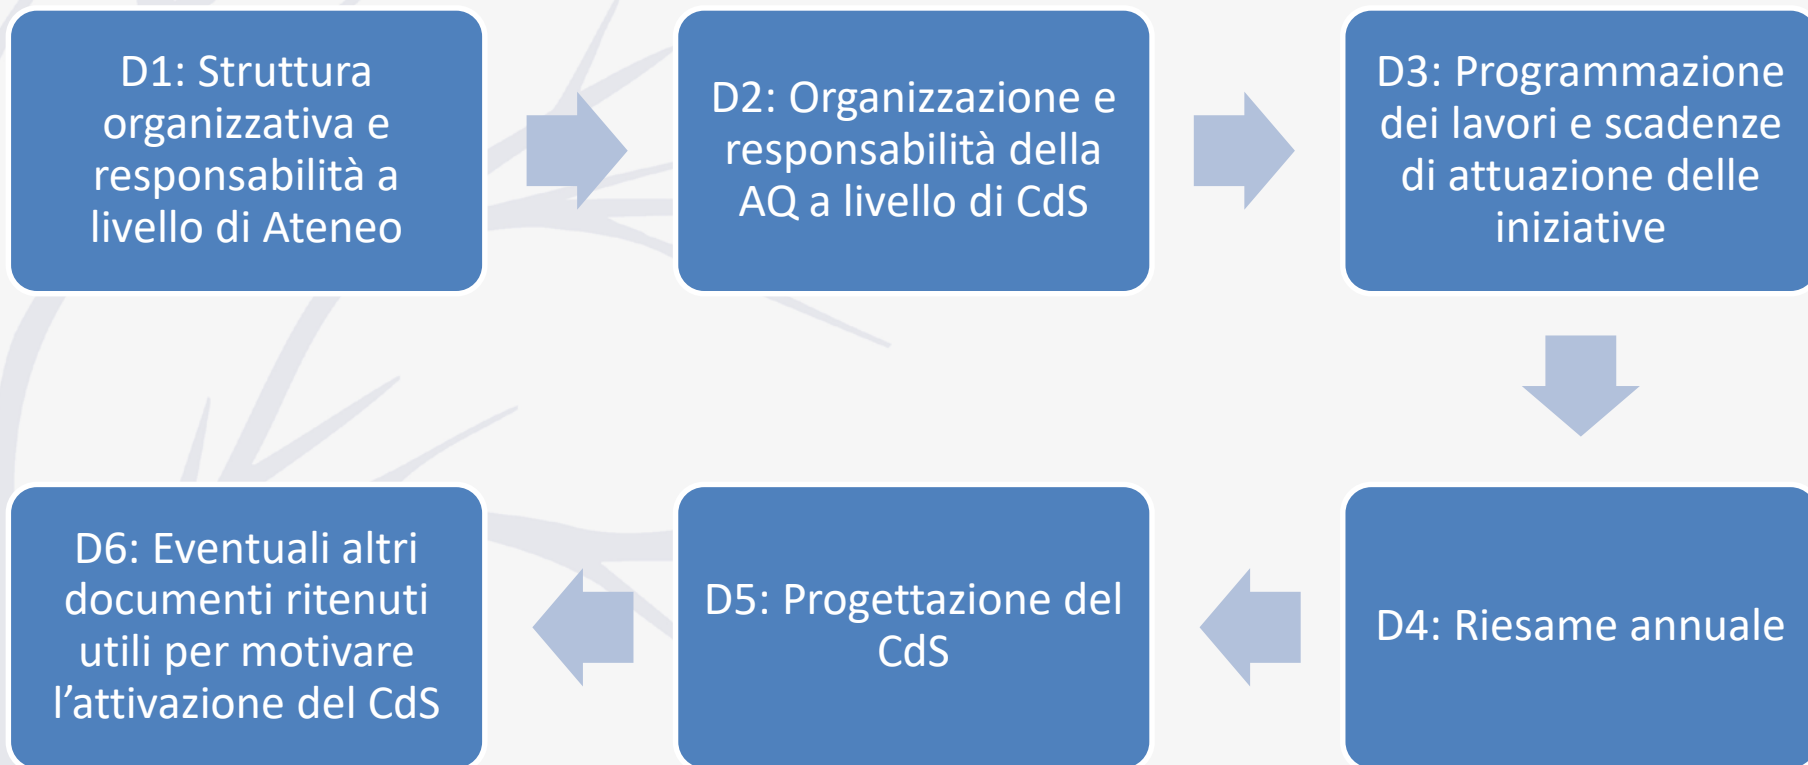 D1: Struttura
organizzativa e
responsabilità a
livello di Ateneo
D2: Organizzazione e
responsabilità della
AQ a livello di CdS
D3: Programmazione
dei lavori e scadenze
di attuazione delle
iniziative
D4: Riesame annuale
D5: Progettazione del
CdS
D6: Eventuali altri
documenti ritenuti
utili per motivare
l’attivazione del CdS